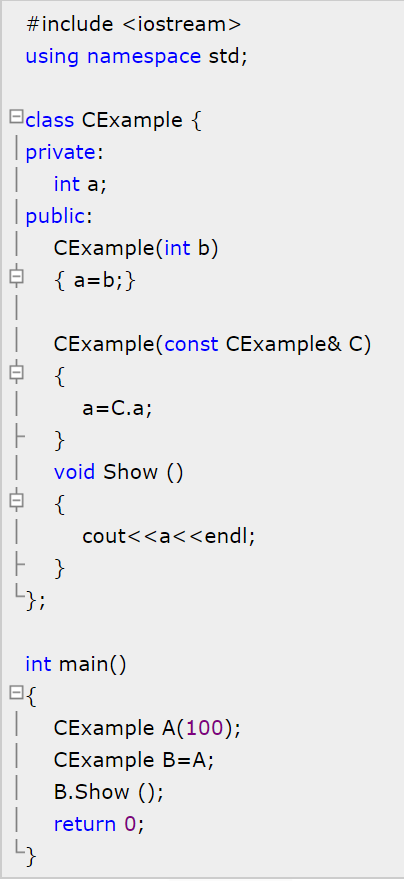 #include <iostream>
using namespace std;
class CExample {
private:
int a;
public:
CExample(int b)
{ a=b;}
CExample(const CExample& C)
{
a=C.a;
}
void Show ()
{
cout<<a<<endl;
}
};
int main()
{
CExample A(100);
CExample B=A;
B.Show ();
return 0;
}